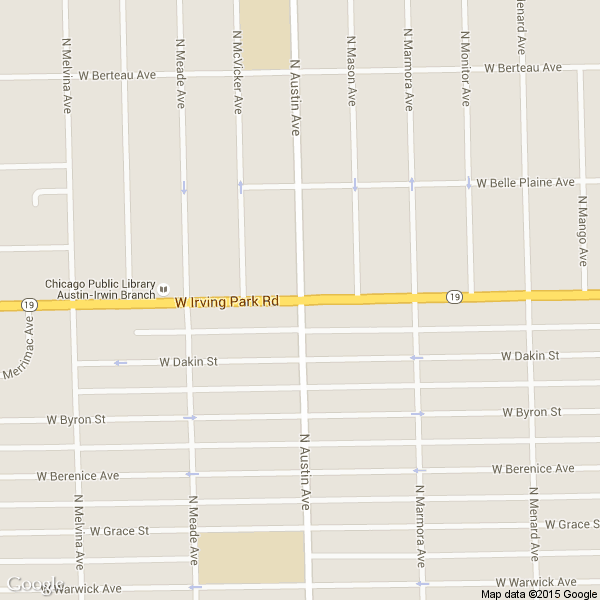 N Melvina Ave
N Meade Ave
N McVicker Ave
N Austin Ave
N Mason Ave
N Marmora Ave
N Monitor Ave
Menard Ave
W Berteau Ave
W Berteau Ave
W Belle Plaine Ave
N Mango Ave
Chicago Public Library
Austin-Irwin Branch
19
W Irving Park Rd
19
Merrimac Ave
W Dakin St
W Dakin St
W Byron St
W Byron St
N Austin Ave
W Berenice Ave
W Berenice Ave
N Melvina Ave
N Meade Ave
N Marmora Ave
N Menard Ave
W Grace St
W Grace St
Google
W Warwick Ave
W Warwick Ave
Map data ©2015 Google